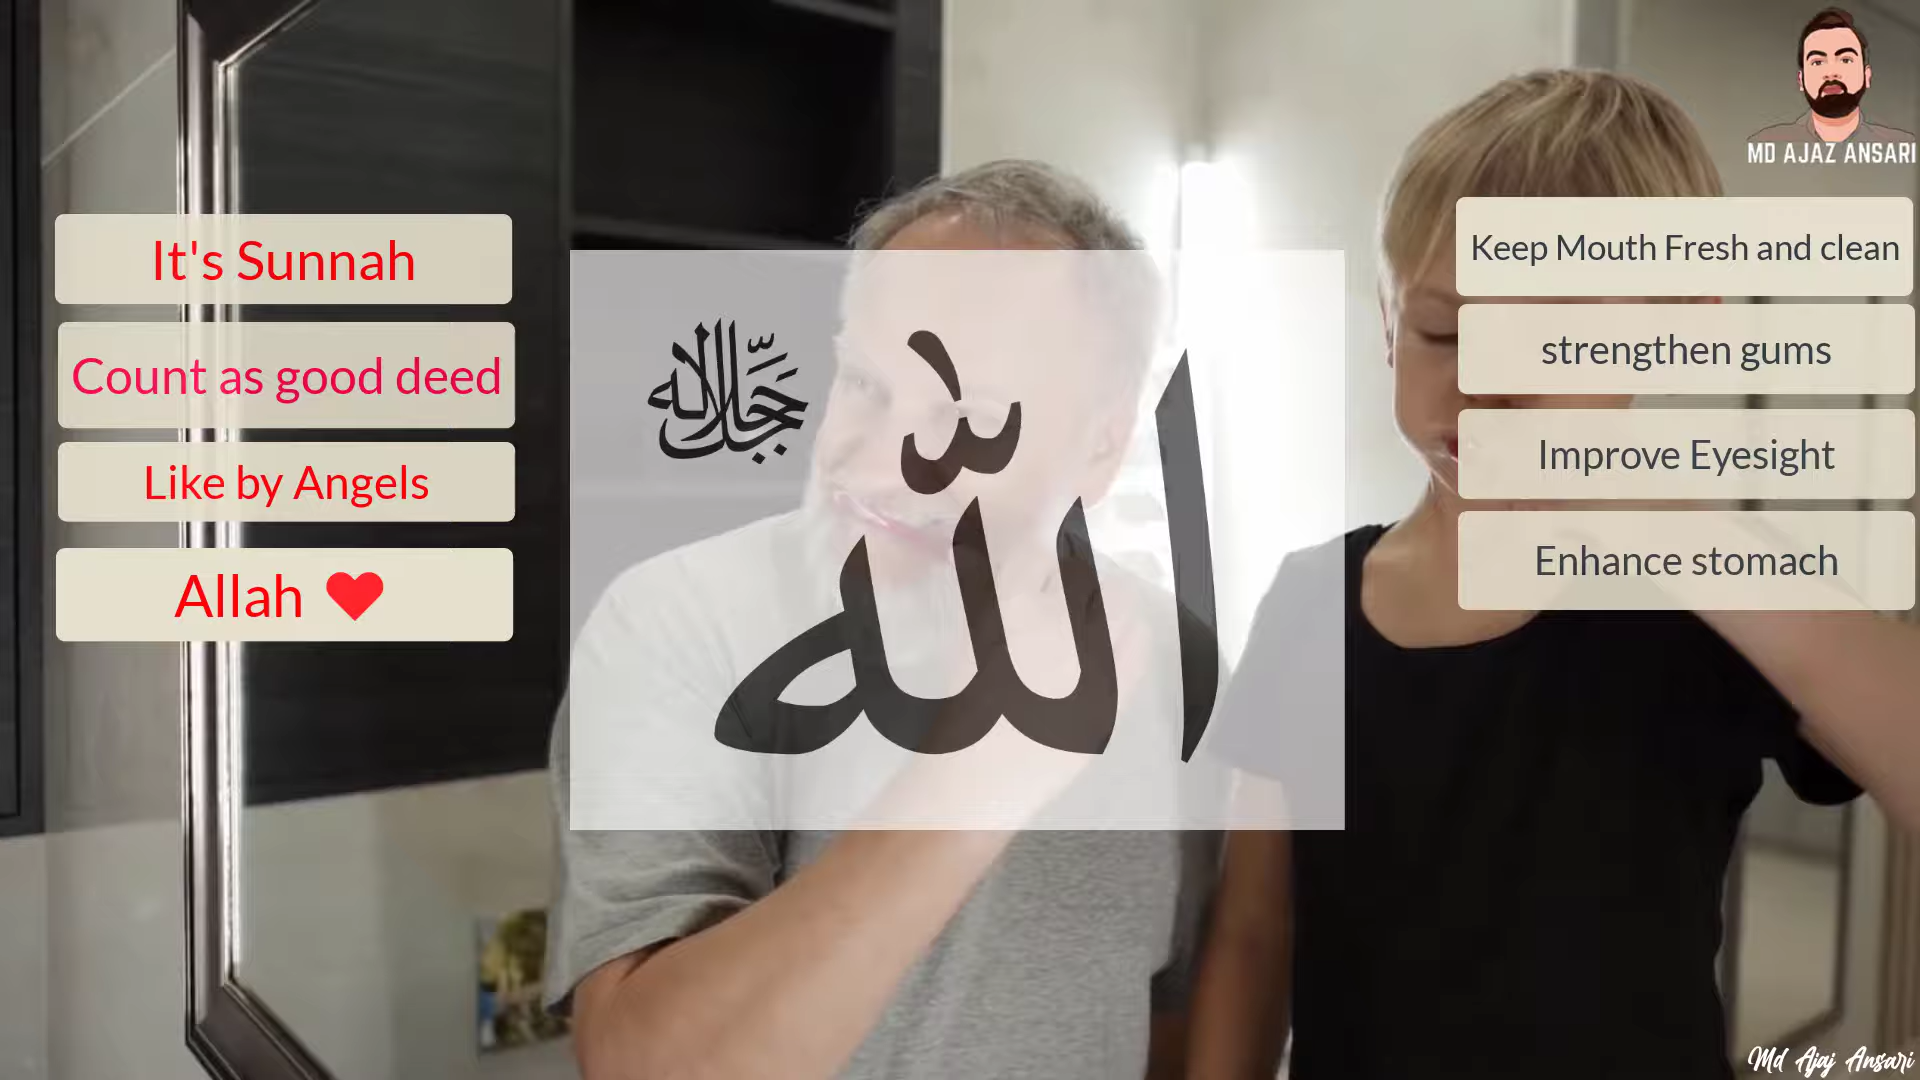 MD AJAZ ANSARI
It's Sunnah
Count as good deed
Like by Angels
Allah
الله
جَلَّ جَلَالُه
Keep Mouth Fresh and clean
strengthen gums
Improve Eyesight
Enhance stomach
Md Ajaj Ansari